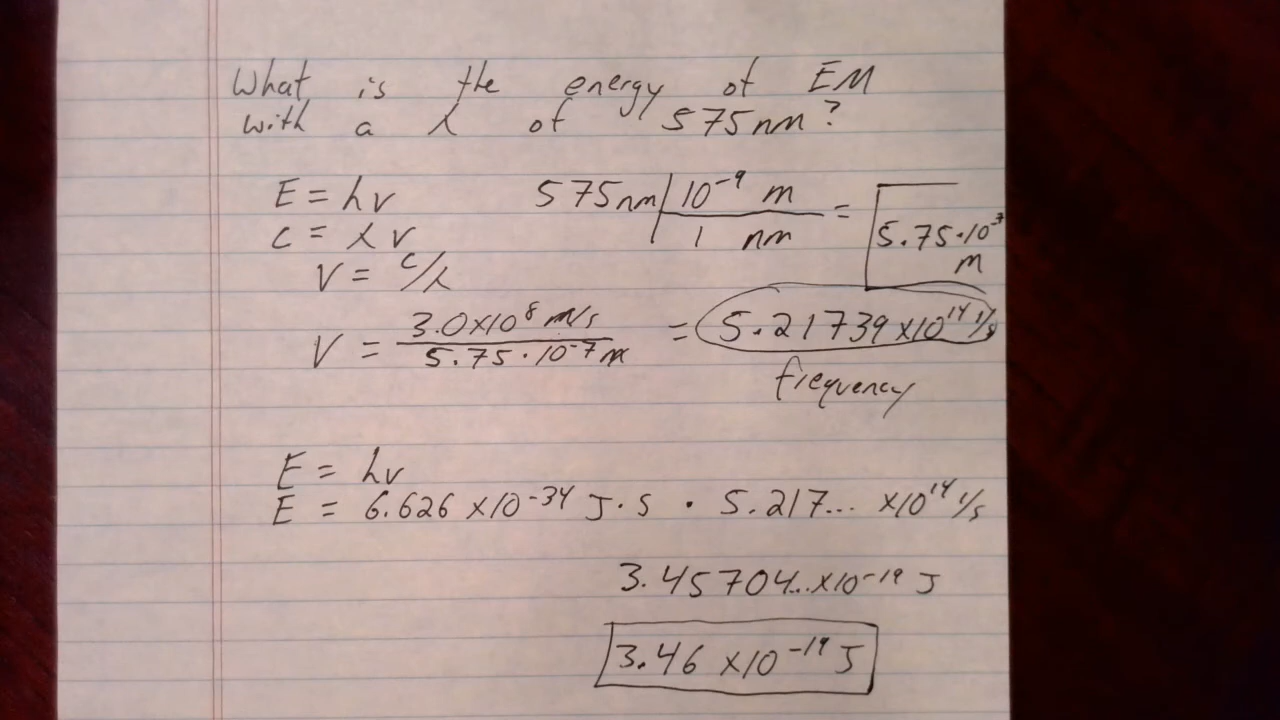 What is the energy of EM
with a λ of 575nm?
E = hν
575nm | 10⁻⁹ m / 1 nm = 5.75·10⁻⁷ m
c = λν
ν = c/λ
ν = 3.0×10⁸ m/s / 5.75·10⁻⁷ m = 5.21739×10¹⁴ 1/s
frequency
E = hν
E = 6.626×10⁻³⁴ J·s · 5.217... ×10¹⁴ 1/s
3.45704..×10⁻¹⁹ J
3.46 ×10⁻¹⁹ J